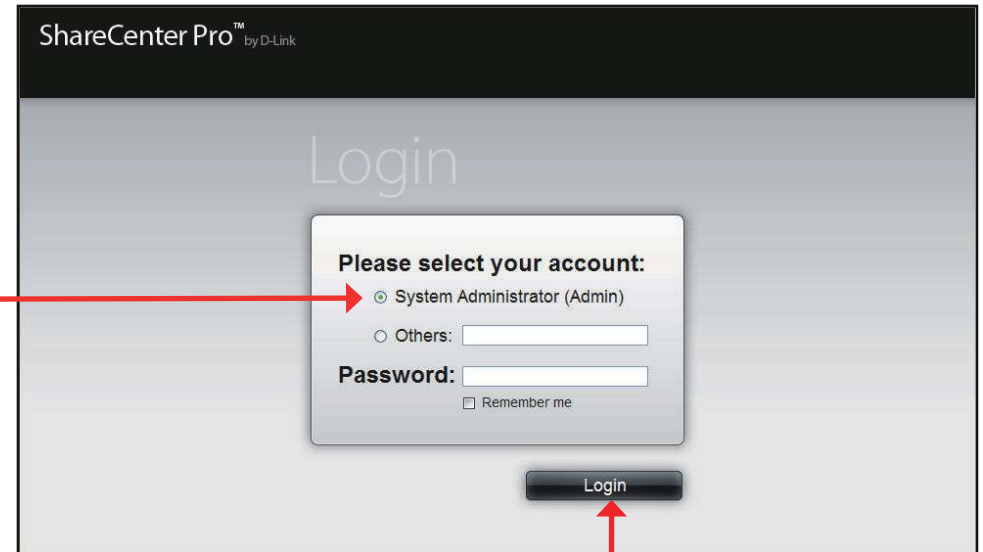 ShareCenter Pro™ by D-Link
Login
Please select your account:
System Administrator (Admin)
Others:
Password:
Remember me
Login